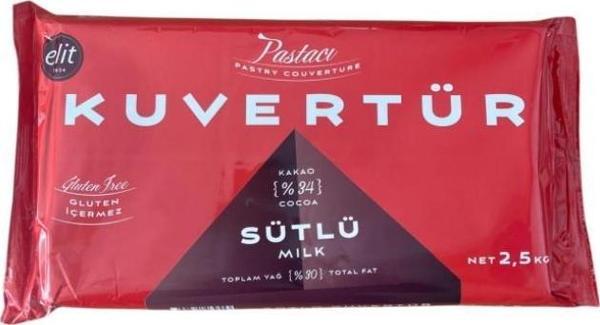 elit
1924
Pastacı
PASTRY COUVERTURE
KUVERTÜR
Gluten Free
GLUTEN
İÇERMEZ
KAKAO
{%34}
COCOA
SÜTLÜ
MILK
TOPLAM YAĞ {%30} TOTAL FAT
NET 2,5 KG